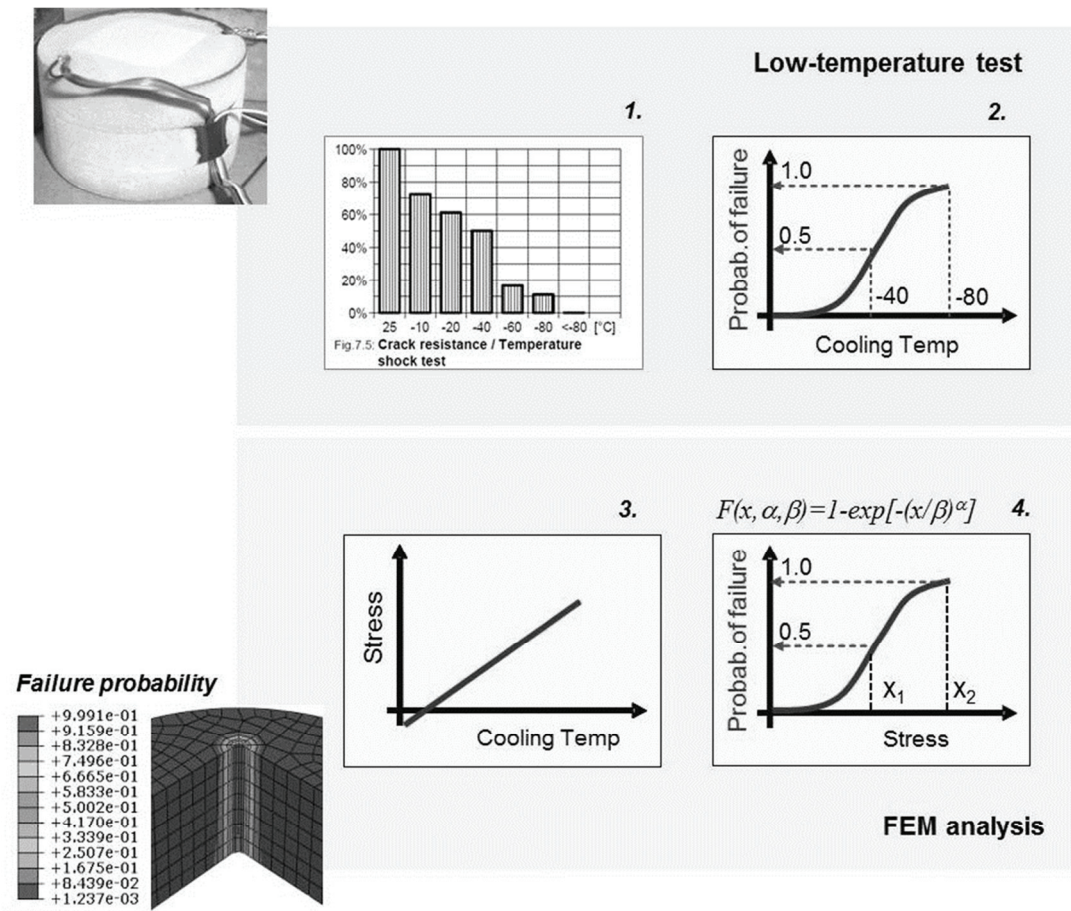 Low-temperature test
1.
100%
80%
60%
40%
20%
0%
25 -10 -20 -40 -60 -80 <-80 [°C]
Fig.7.5: Crack resistance / Temperature
shock test
2.
Probab. of failure
1.0
0.5
-40
-80
Cooling Temp
3.
Stress
Cooling Temp
F(x,α,β)=1-exp[-(x/β)^α]
4.
Probab. of failure
1.0
0.5
X₁
X₂
Stress
FEM analysis
Failure probability
+9.991e-01
+9.159e-01
+8.328e-01
+7.496e-01
+6.665e-01
+5.833e-01
+5.002e-01
+4.170e-01
+3.339e-01
+2.507e-01
+1.675e-01
+8.439e-02
+1.237e-03